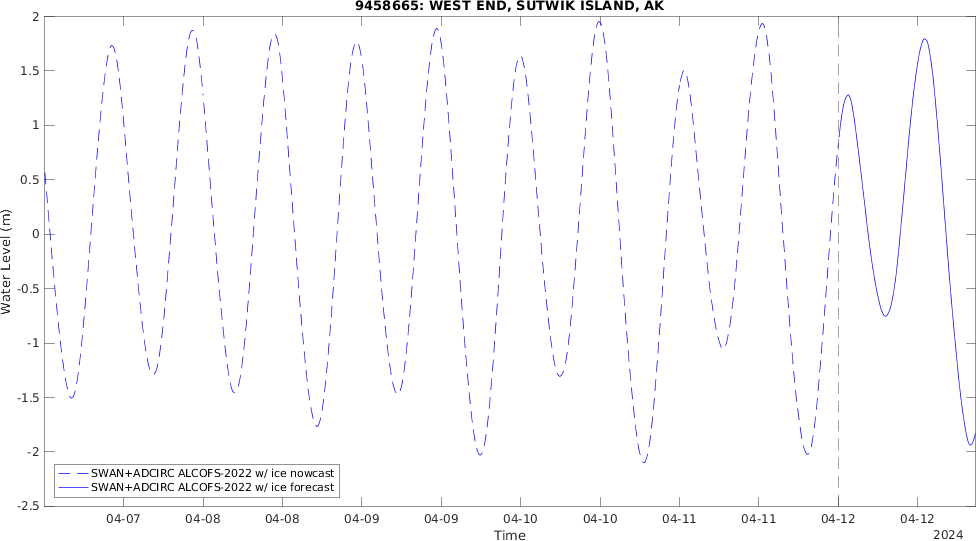 9458665: WEST END, SUTWIK ISLAND, AK
Water Level (m)
2
1.5
1
0.5
0
-0.5
-1
-1.5
-2
-2.5
SWAN+ADCIRC ALCOFS-2022 w/ ice nowcast
SWAN+ADCIRC ALCOFS-2022 w/ ice forecast
04-07 04-08 04-08 04-09 04-09 04-10 04-10 04-11 04-11 04-12 04-12
Time
2024